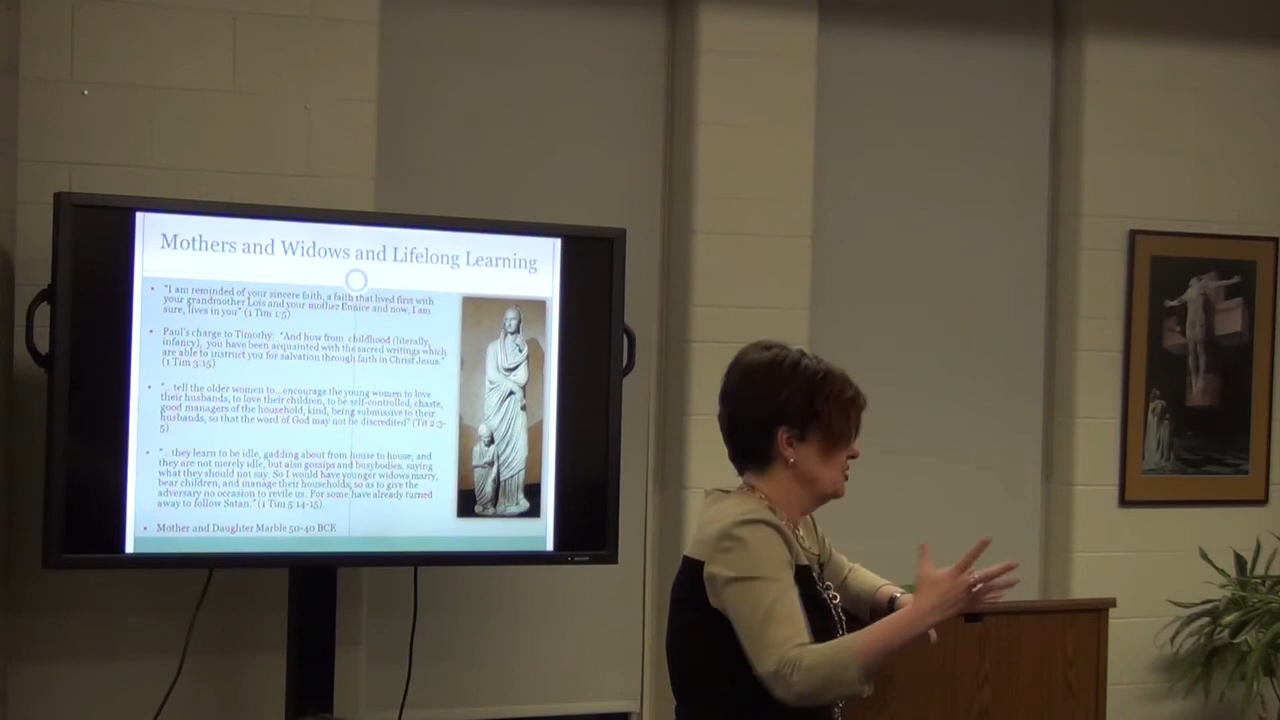 Mothers and Widows and Lifelong Learning
• "I am reminded of your sincere faith, a faith that lived first with
your grandmother Lois and your mother Eunice and now, I am
sure, lives in you" (1 Tim 1:5)
• Paul's charge to Timothy: "And how from childhood (literally,
infancy), you have been acquainted with the sacred writings which
are able to instruct you for salvation through faith in Christ Jesus."
(1 Tim 3:15)
• "...tell the older women to...encourage the young women to love
their husbands, to love their children, to be self-controlled, chaste,
good managers of the household, kind, being submissive to their
husbands, so that the word of God may not be discredited" (Tit 2:3-
5)
• "...they learn to be idle, gadding about from house to house; and
they are not merely idle, but also gossips and busybodies, saying
what they should not say. So I would have younger widows marry,
bear children, and manage their households, so as to give the
adversary no occasion to revile us. For some have already turned
away to follow Satan." (1 Tim 5:14-15).
• Mother and Daughter Marble 50-40 BCE